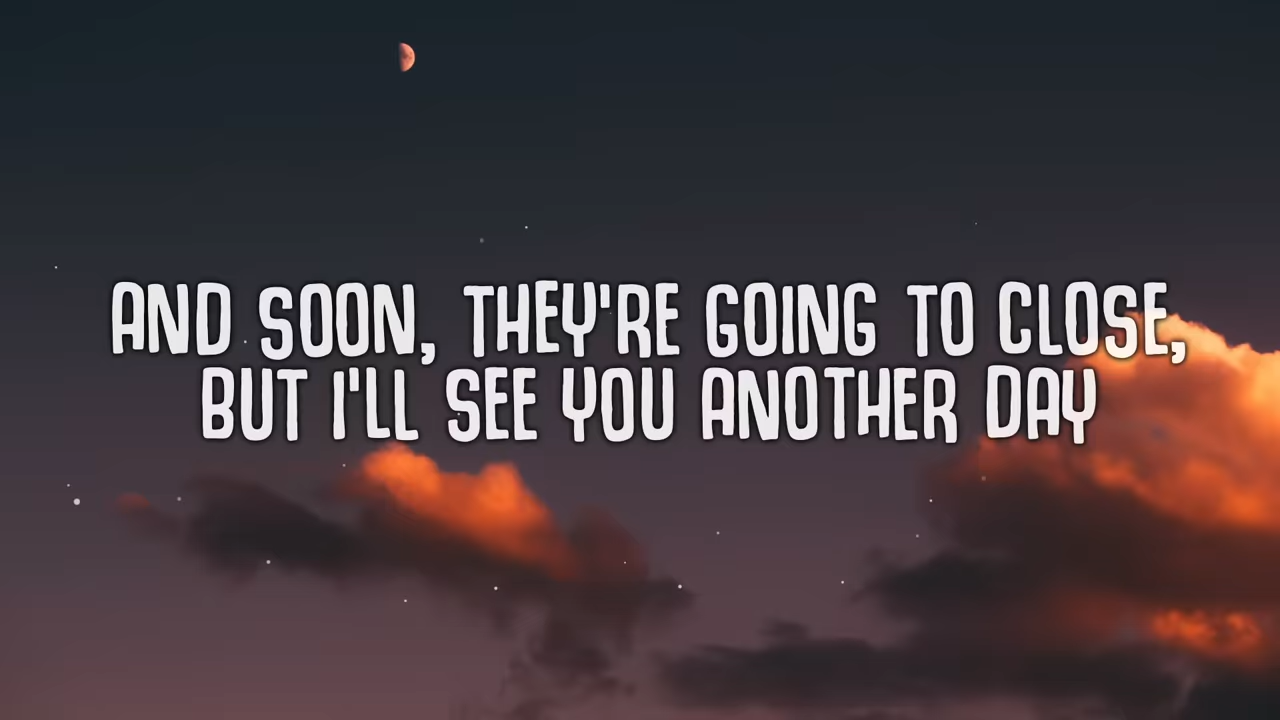 AND SOON, THEY'RE GOING TO CLOSE,
BUT I'LL SEE YOU ANOTHER DAY